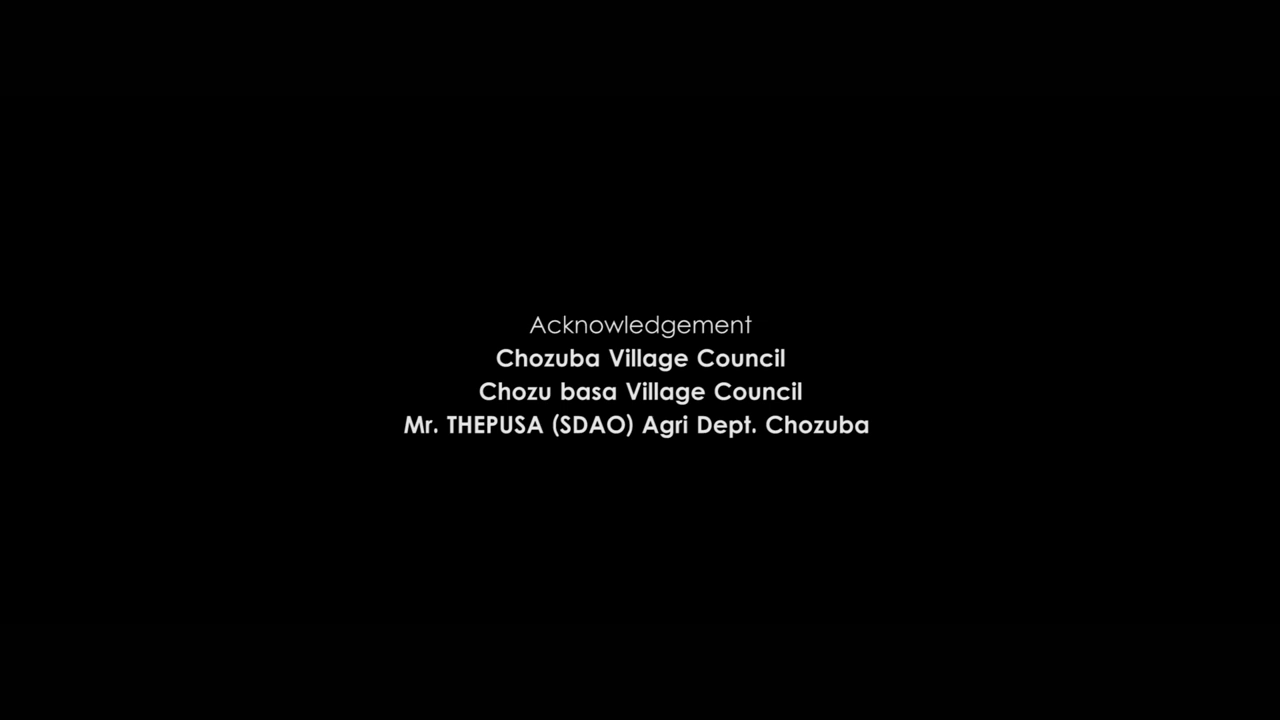 Acknowledgement
Chozuba Village Council
Chozu basa Village Council
Mr. THEPUSA (SDAO) Agri Dept. Chozuba